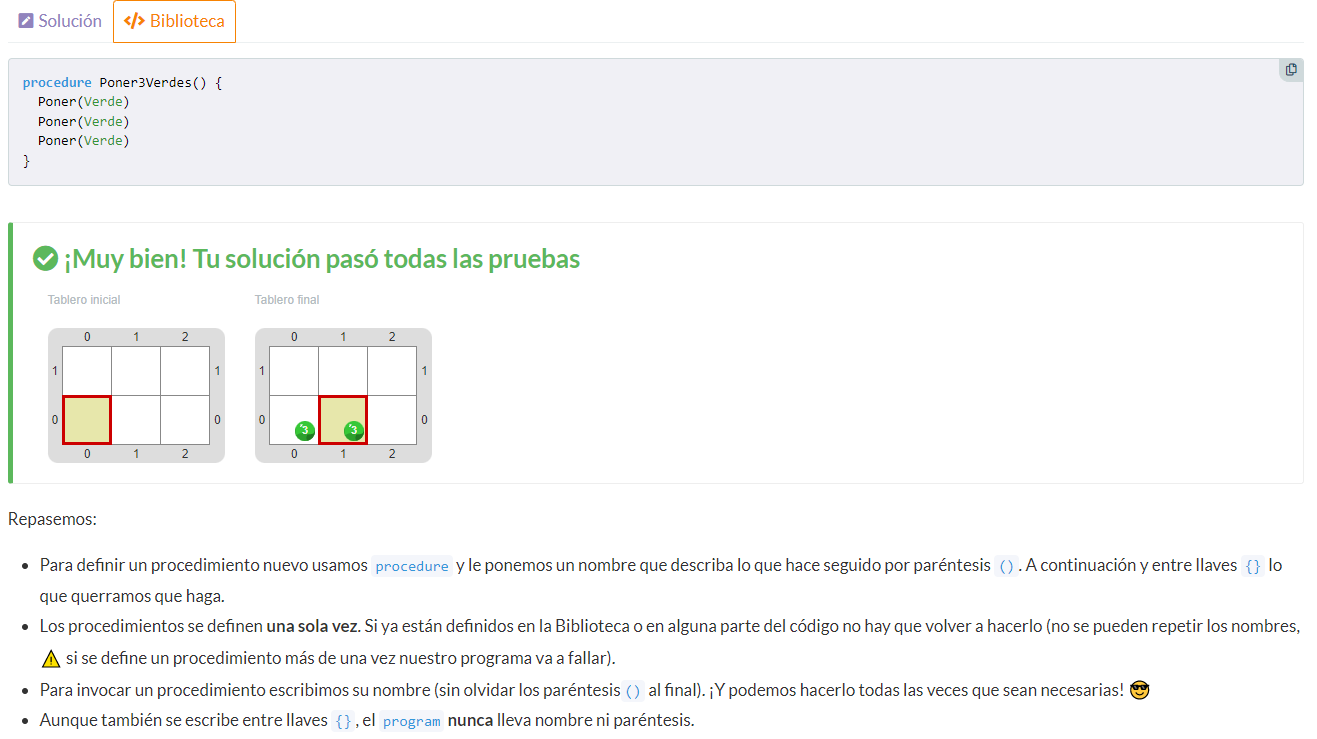 Solución </> Biblioteca
procedure Poner3Verdes() {
Poner(Verde)
Poner(Verde)
Poner(Verde)
}
¡Muy bien! Tu solución pasó todas las pruebas
Tablero inicial Tablero final
0 1 2 0 1 2
1 1 1 1
0 0 0 3 3 0
0 1 2 0 1 2
Repasemos:
• Para definir un procedimiento nuevo usamos procedure y le ponemos un nombre que describa lo que hace seguido por paréntesis (). A continuación y entre llaves {} lo
que querramos que haga.
• Los procedimientos se definen una sola vez. Si ya están definidos en la Biblioteca o en alguna parte del código no hay que volver a hacerlo (no se pueden repetir los nombres,
⚠ si se define un procedimiento más de una vez nuestro programa va a fallar).
• Para invocar un procedimiento escribimos su nombre (sin olvidar los paréntesis () al final). ¡Y podemos hacerlo todas las veces que sean necesarias! 😎
• Aunque también se escribe entre llaves {}, el program nunca lleva nombre ni paréntesis.